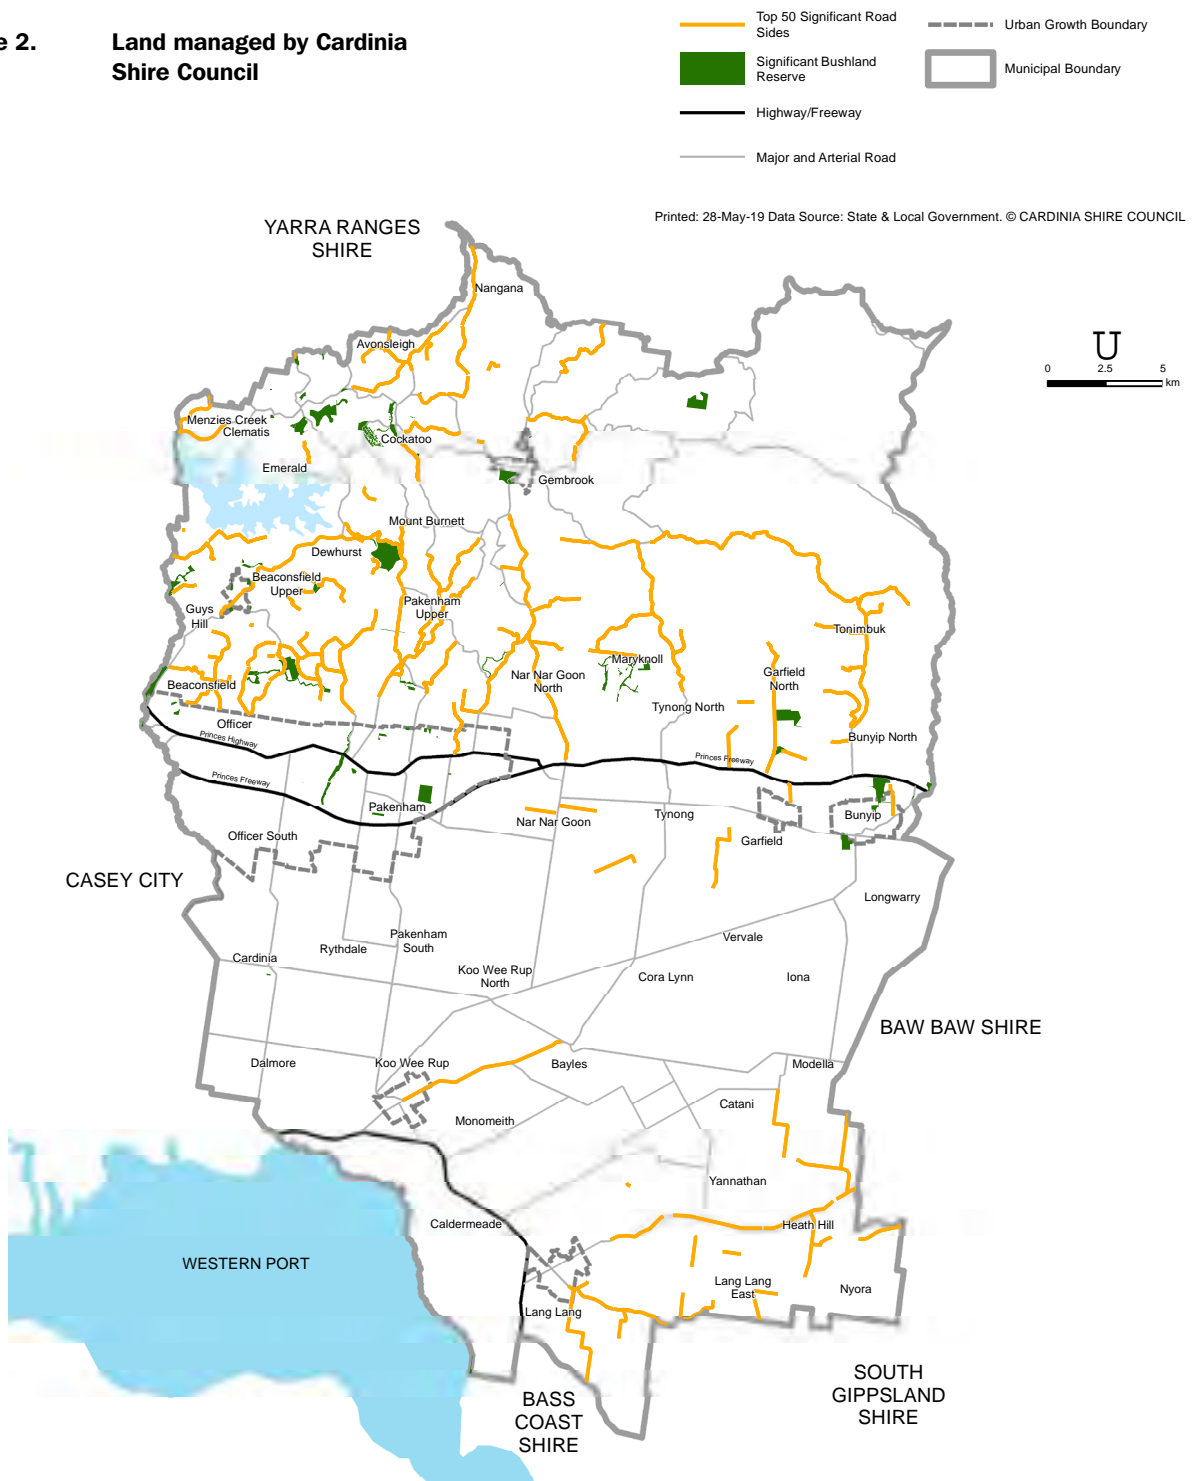 e 2.
Land managed by Cardinia
Shire Council
Top 50 Significant Road
Sides
Significant Bushland
Reserve
Highway/Freeway
Major and Arterial Road
Urban Growth Boundary
Municipal Boundary
Printed: 28-May-19 Data Source: State & Local Government. © CARDINIA SHIRE COUNCIL
YARRA RANGES
SHIRE
U
0 2.5 5
km
Nangana
Avonsleigh
Menzies Creek
Clematis
Cockatoo
Emerald
Gembrook
Mount Burnett
Dewhurst
Beaconsfield
Upper
Guys
Hill
Pakenham
Upper
Tonimbuk
Maryknoll
Nar Nar Goon
North
Garfield
North
Beaconsfield
Tynong North
Officer
Bunyip North
Princes Highway
Princes Freeway
Princes Freeway
Pakenham
Nar Nar Goon
Tynong
Bunyip
Officer South
Garfield
CASEY CITY
Longwarry
Pakenham
South
Rythdale
Vervale
Cardinia
Koo Wee Rup
North
Cora Lynn
Iona
BAW BAW SHIRE
Dalmore
Koo Wee Rup
Bayles
Modella
Catani
Monomeith
Yannathan
Caldermeade
Heath Hill
WESTERN PORT
Lang Lang
East
Nyora
Lang Lang
SOUTH
GIPPSLAND
SHIRE
BASS
COAST
SHIRE